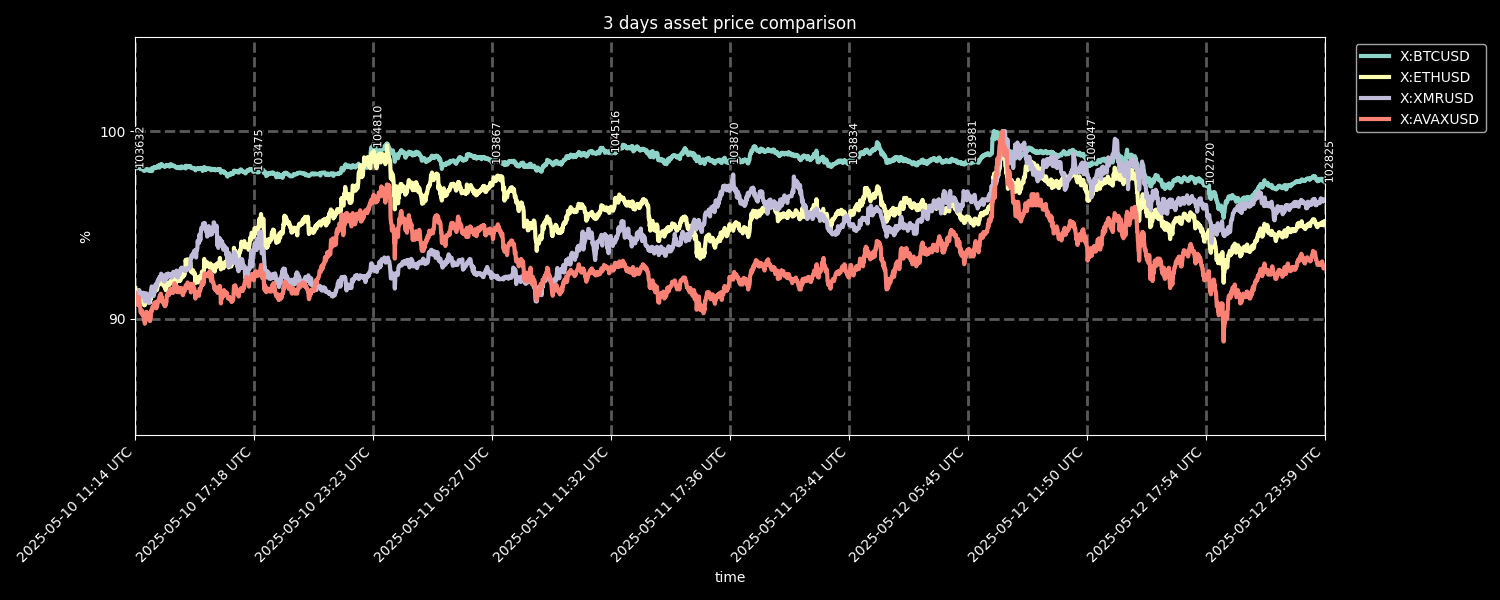 3 days asset price comparison
X:BTCUSD
X:ETHUSD
X:XMRUSD
X:AVAXUSD
100
90
%
103632
103475
104810
103867
104516
103870
103834
103981
104047
102720
102825
2025-05-10 11:14 UTC
2025-05-10 17:18 UTC
2025-05-10 23:23 UTC
2025-05-11 05:27 UTC
2025-05-11 11:32 UTC
2025-05-11 17:36 UTC
2025-05-11 23:41 UTC
2025-05-12 05:45 UTC
2025-05-12 11:50 UTC
2025-05-12 17:54 UTC
2025-05-12 23:59 UTC
time